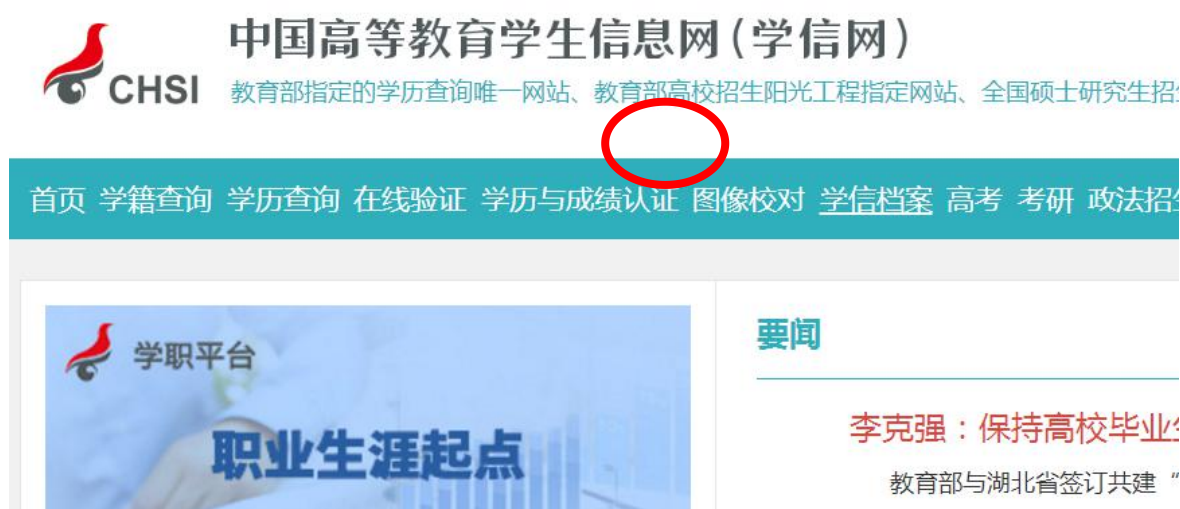 中国高等教育学生信息网（学信网）
CHSI
教育部指定的学历查询唯一网站、教育部高校招生阳光工程指定网站、全国硕士研究生招
首页 学籍查询 学历查询 在线验证 学历与成绩认证 图像校对 学信档案 高考 考研 政法招
学职平台
职业生涯起点
要闻
李克强：保持高校毕业
教育部与湖北省签订共建“